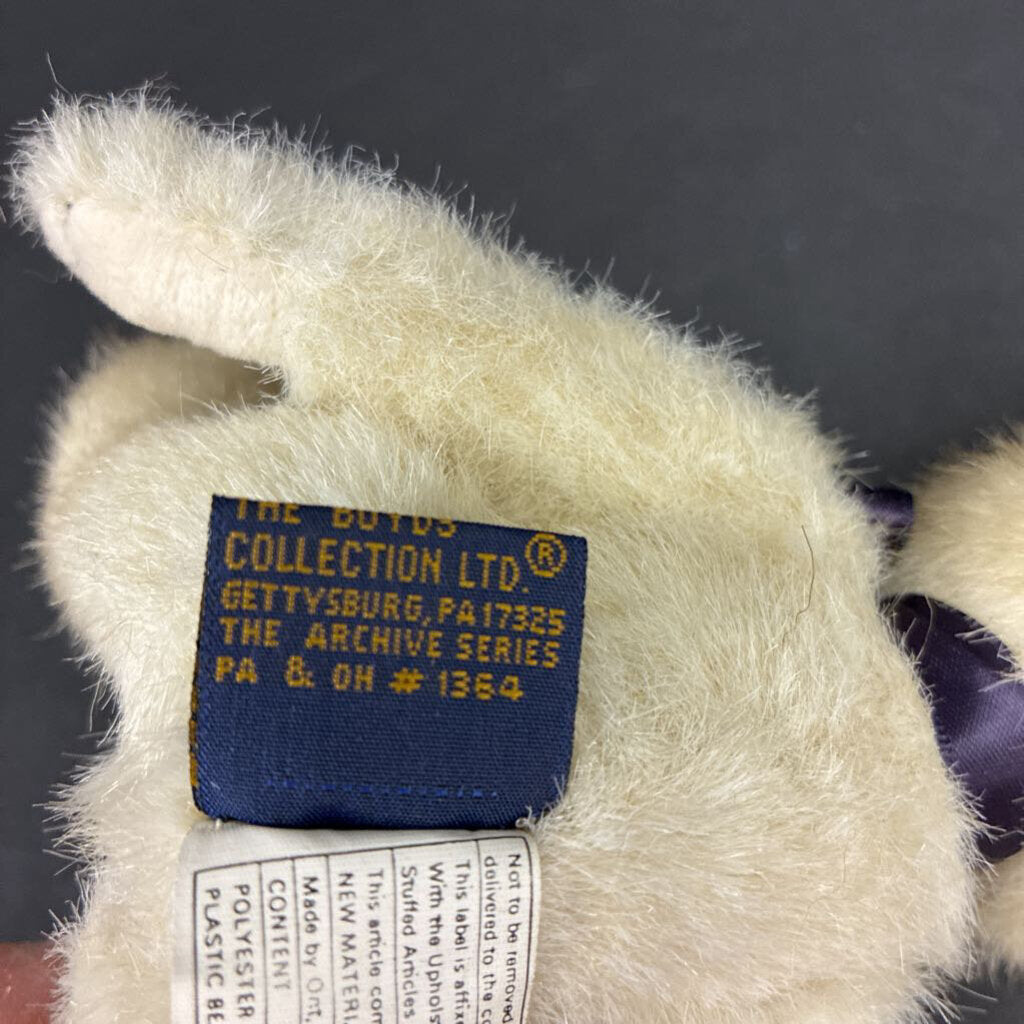 THE BOYDS
COLLECTION LTD.®
GETTYSBURG, PA 17325
THE ARCHIVE SERIES
PA & OH # 1364
Not to be removed
delivered to the
This label is
With the
Stuffed Articles
This article
NEW
Made by Ont.
CONTENT
POLYESTER
PLASTIC